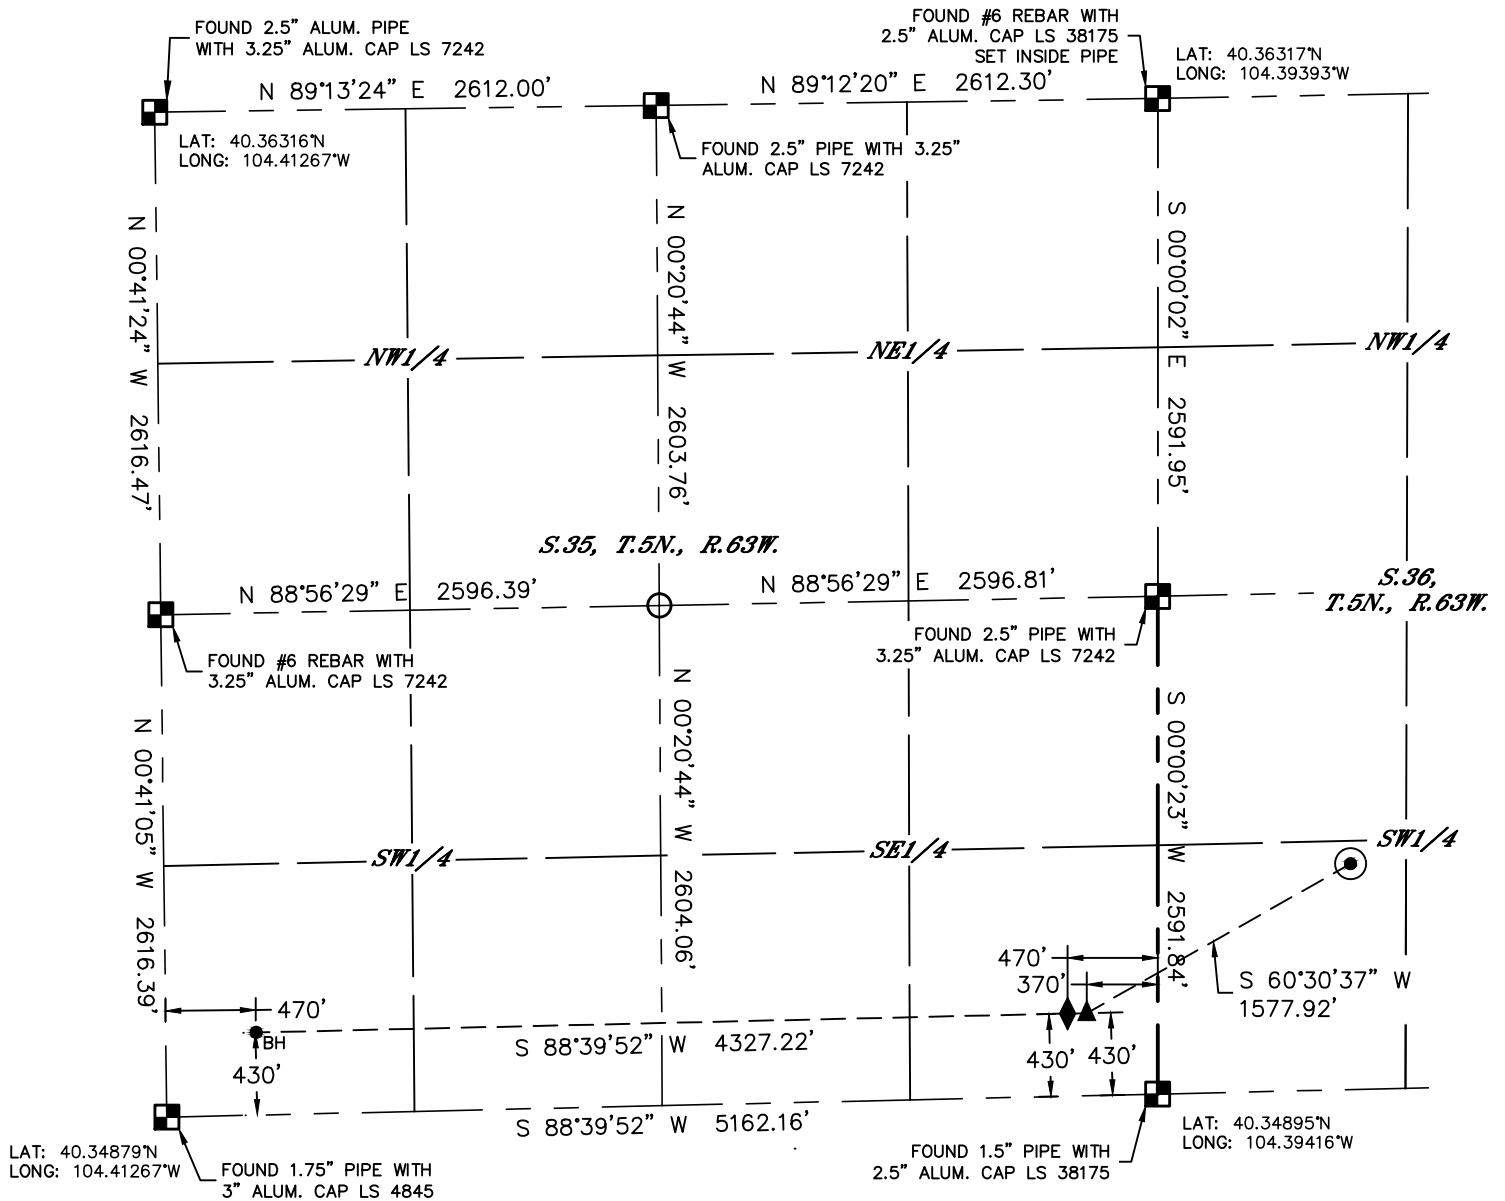 FOUND 2.5" ALUM. PIPE
WITH 3.25" ALUM. CAP LS 7242
FOUND #6 REBAR WITH
2.5" ALUM. CAP LS 38175
SET INSIDE PIPE
LAT: 40.36317°N
LONG: 104.39393°W
N 89°13'24" E 2612.00'
N 89°12'20" E 2612.30'
LAT: 40.36316°N
LONG: 104.41267°W
FOUND 2.5" PIPE WITH 3.25"
ALUM. CAP LS 7242
N 00°41'24" W 2616.47'
N 00°20'44" W 2603.76'
S 00°00'02" E 2591.95'
NW1/4
NE1/4
NW1/4
S.35, T.5N., R.63W.
N 88°56'29" E 2596.39'
N 88°56'29" E 2596.81'
S.36,
T.5N., R.63W.
FOUND #6 REBAR WITH
3.25" ALUM. CAP LS 7242
FOUND 2.5" PIPE WITH
3.25" ALUM. CAP LS 7242
N 00°41'05" W 2616.39'
N 00°20'44" W 2604.06'
S 00°00'23" W 2591.84'
SW1/4
SE1/4
SW1/4
470'
370'
S 60°30'37" W
1577.92'
470'
BH
430'
S 88°39'52" W 4327.22'
430'
430'
S 88°39'52" W 5162.16'
LAT: 40.34879°N
LONG: 104.41267°W
FOUND 1.75" PIPE WITH
3" ALUM. CAP LS 4845
FOUND 1.5" PIPE WITH
2.5" ALUM. CAP LS 38175
LAT: 40.34895°N
LONG: 104.39416°W